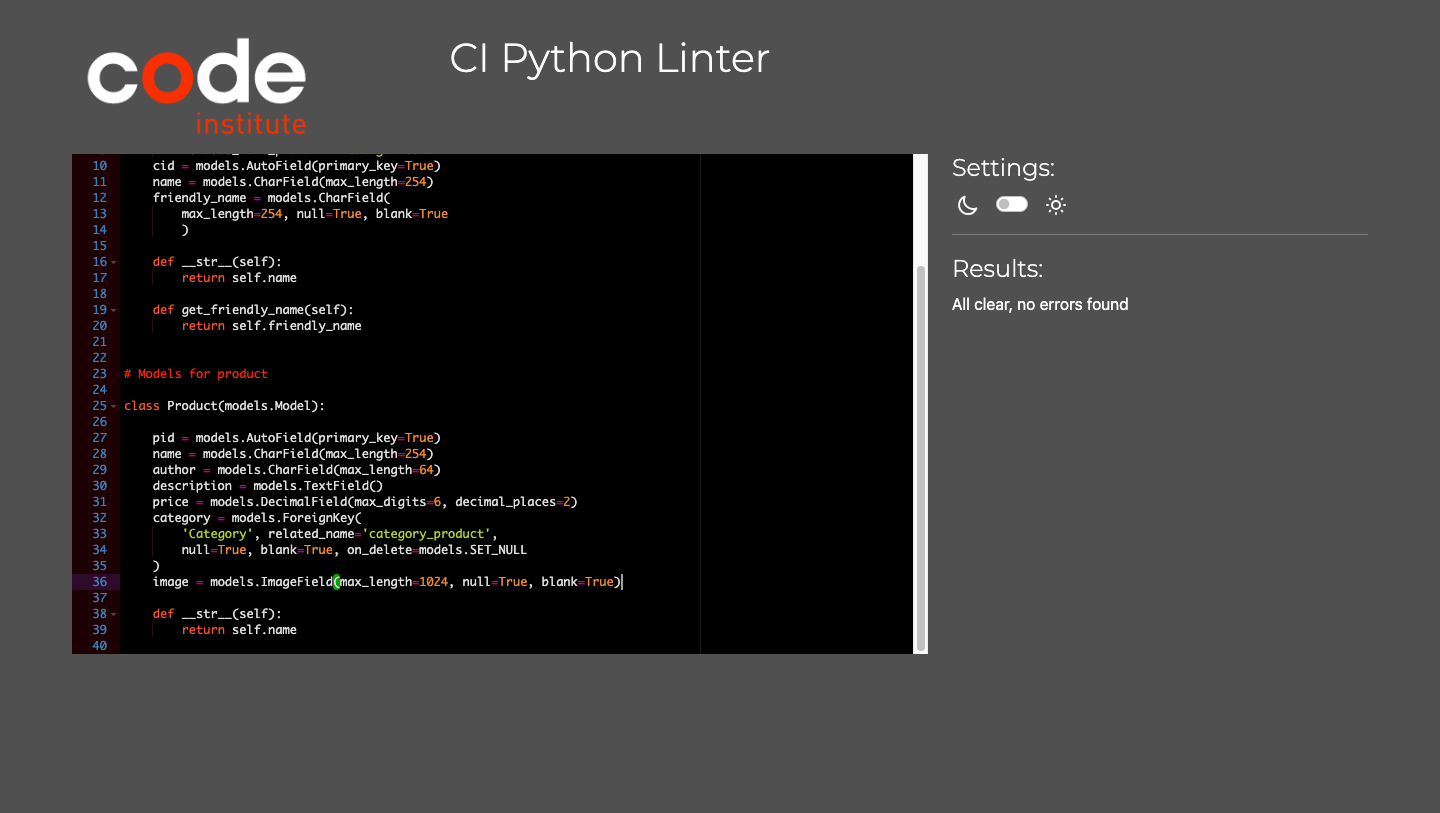 code
institute
CI Python Linter
10 cid = models.AutoField(primary_key=True)
11 name = models.CharField(max_length=254)
12 friendly_name = models.CharField(
13 max_length=254, null=True, blank=True
14 )
15
16 def __str__(self):
17 return self.name
18
19 def get_friendly_name(self):
20 return self.friendly_name
21
22
23 # Models for product
24
25 class Product(models.Model):
26
27 pid = models.AutoField(primary_key=True)
28 name = models.CharField(max_length=254)
29 author = models.CharField(max_length=64)
30 description = models.TextField()
31 price = models.DecimalField(max_digits=6, decimal_places=2)
32 category = models.ForeignKey(
33 'Category', related_name='category_product',
34 null=True, blank=True, on_delete=models.SET_NULL
35 )
36 image = models.ImageField(max_length=1024, null=True, blank=True)
37
38 def __str__(self):
39 return self.name
40
Settings:
Results:
All clear, no errors found